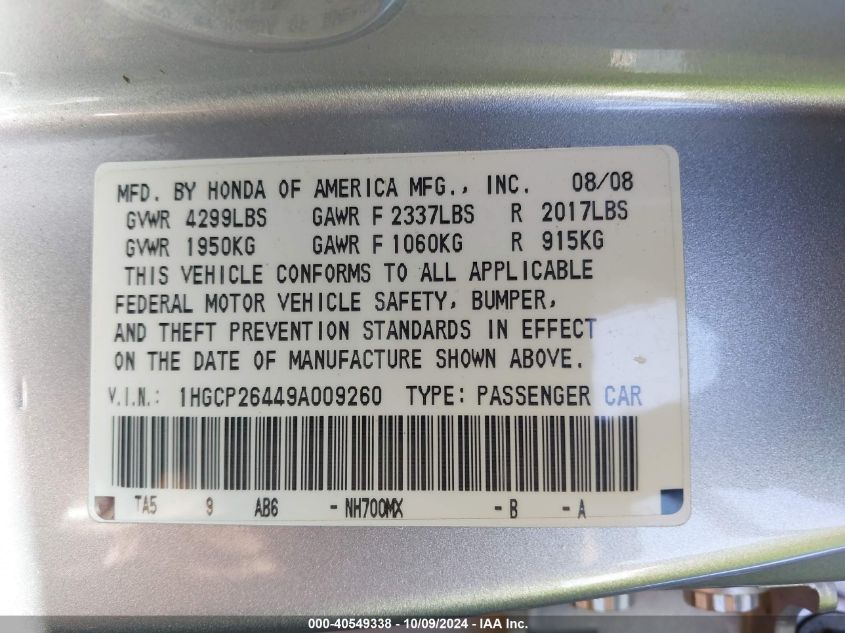 MFD. BY HONDA OF AMERICA MFG., INC. 08/08
GVWR 4299LBS GAWR F 2337LBS R 2017LBS
GVWR 1950KG GAWR F 1060KG R 915KG
THIS VEHICLE CONFORMS TO ALL APPLICABLE
FEDERAL MOTOR VEHICLE SAFETY, BUMPER,
AND THEFT PREVENTION STANDARDS IN EFFECT
ON THE DATE OF MANUFACTURE SHOWN ABOVE.
V.I.N.: 1HGCP26449A009260 TYPE: PASSENGER CAR
TA5 9 AB6 - NH700MX - B - A
000-40549338 - 10/09/2024 - IAA Inc.